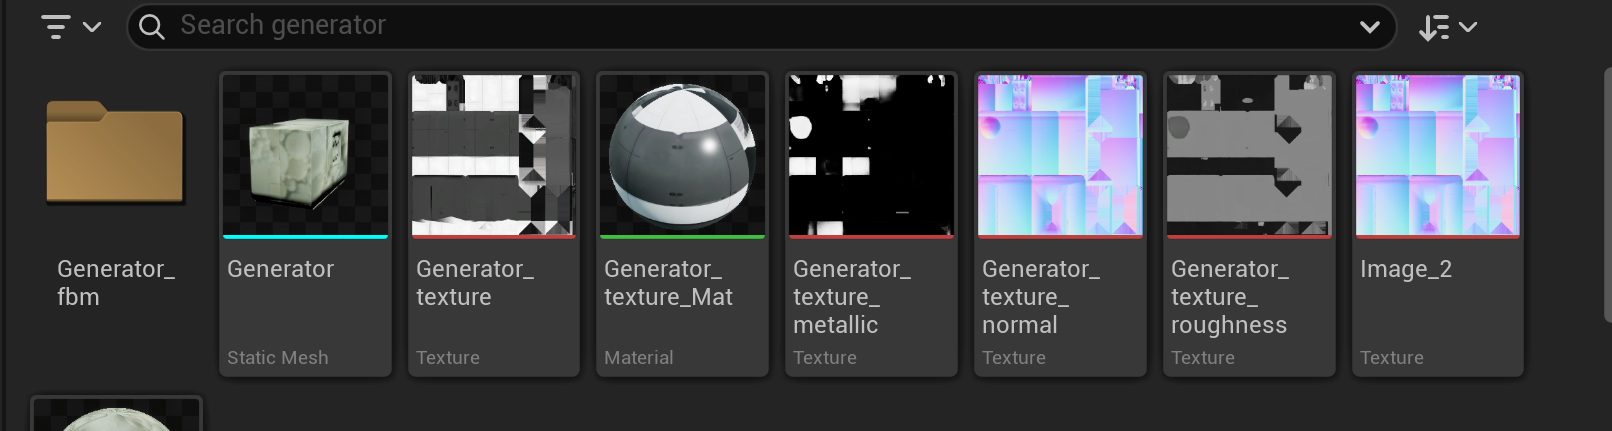 Search generator
Generator_
fbm
Generator
Static Mesh
Generator_
texture
Texture
Generator_
texture_Mat
Material
Generator_
texture_
metallic
Texture
Generator_
texture_
normal
Texture
Generator_
texture_
roughness
Texture
Image_2
Texture